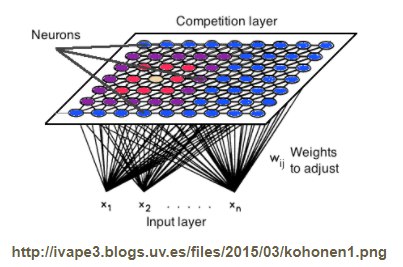 Competition layer
Neurons
w_ij Weights
to adjust
x_1 x_2 . . . . . x_n
Input layer
http://ivape3.blogs.uv.es/files/2015/03/kohonen1.png